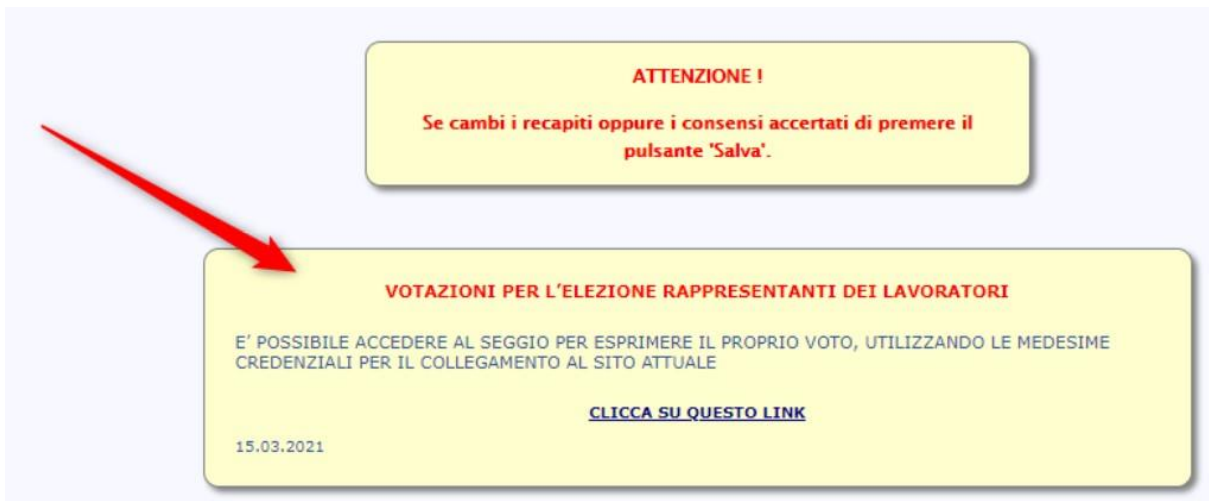 ATTENZIONE !
Se cambi i recapiti oppure i consensi accertati di premere il
pulsante 'Salva'.
VOTAZIONI PER L'ELEZIONE RAPPRESENTANTI DEI LAVORATORI
E' POSSIBILE ACCEDERE AL SEGGIO PER ESPRIMERE IL PROPRIO VOTO, UTILIZZANDO LE MEDESIME
CREDENZIALI PER IL COLLEGAMENTO AL SITO ATTUALE
CLICCA SU QUESTO LINK
15.03.2021